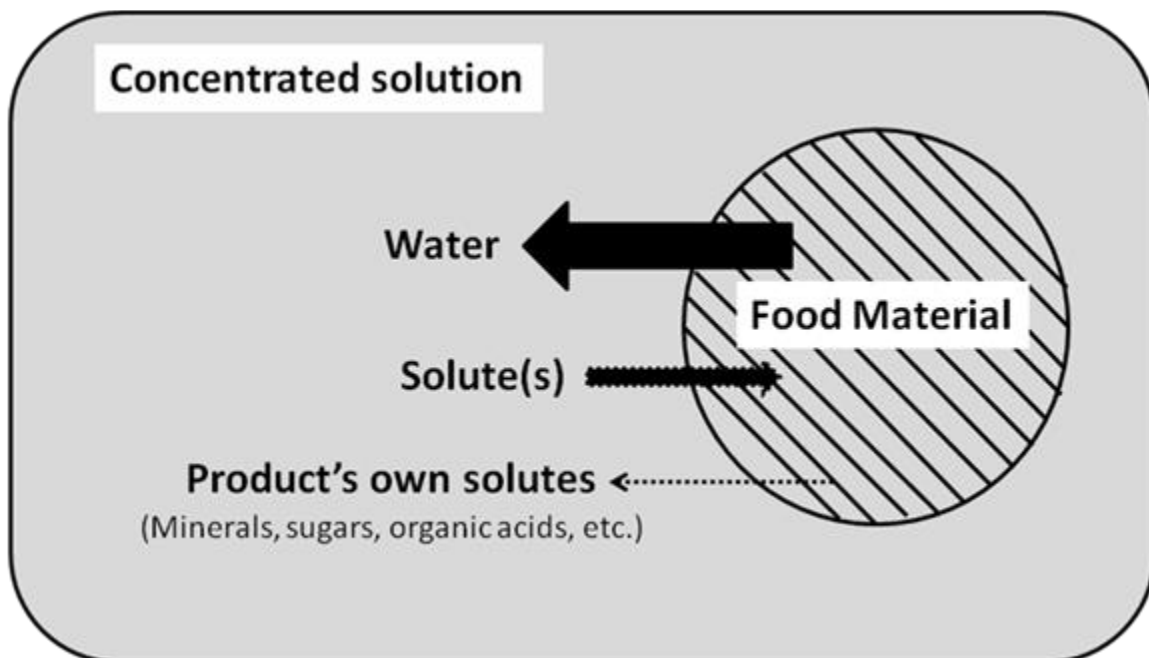 Concentrated solution
Water
Food Material
Solute(s)
Product’s own solutes
(Minerals, sugars, organic acids, etc.)